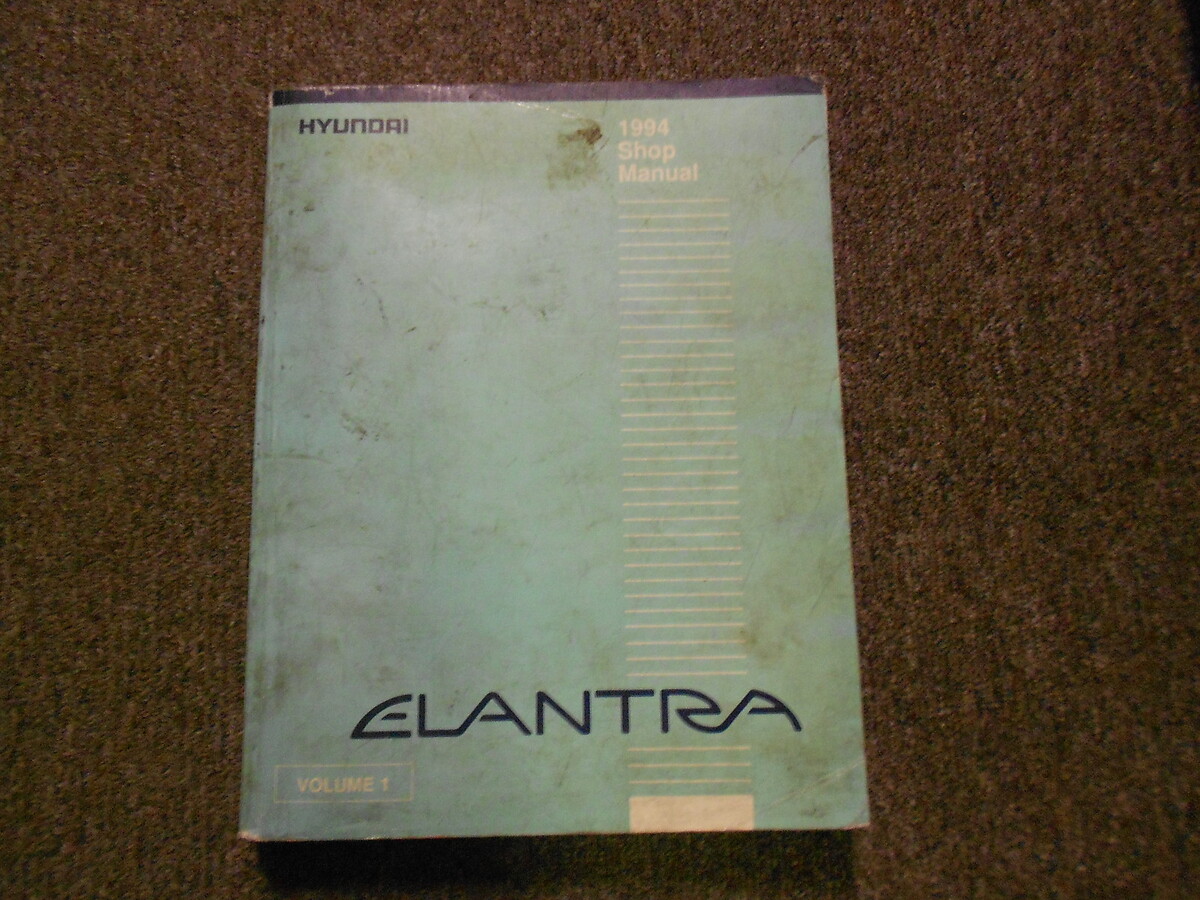 HYUNDAI
1994
Shop
Manual
ELANTRA
VOLUME 1